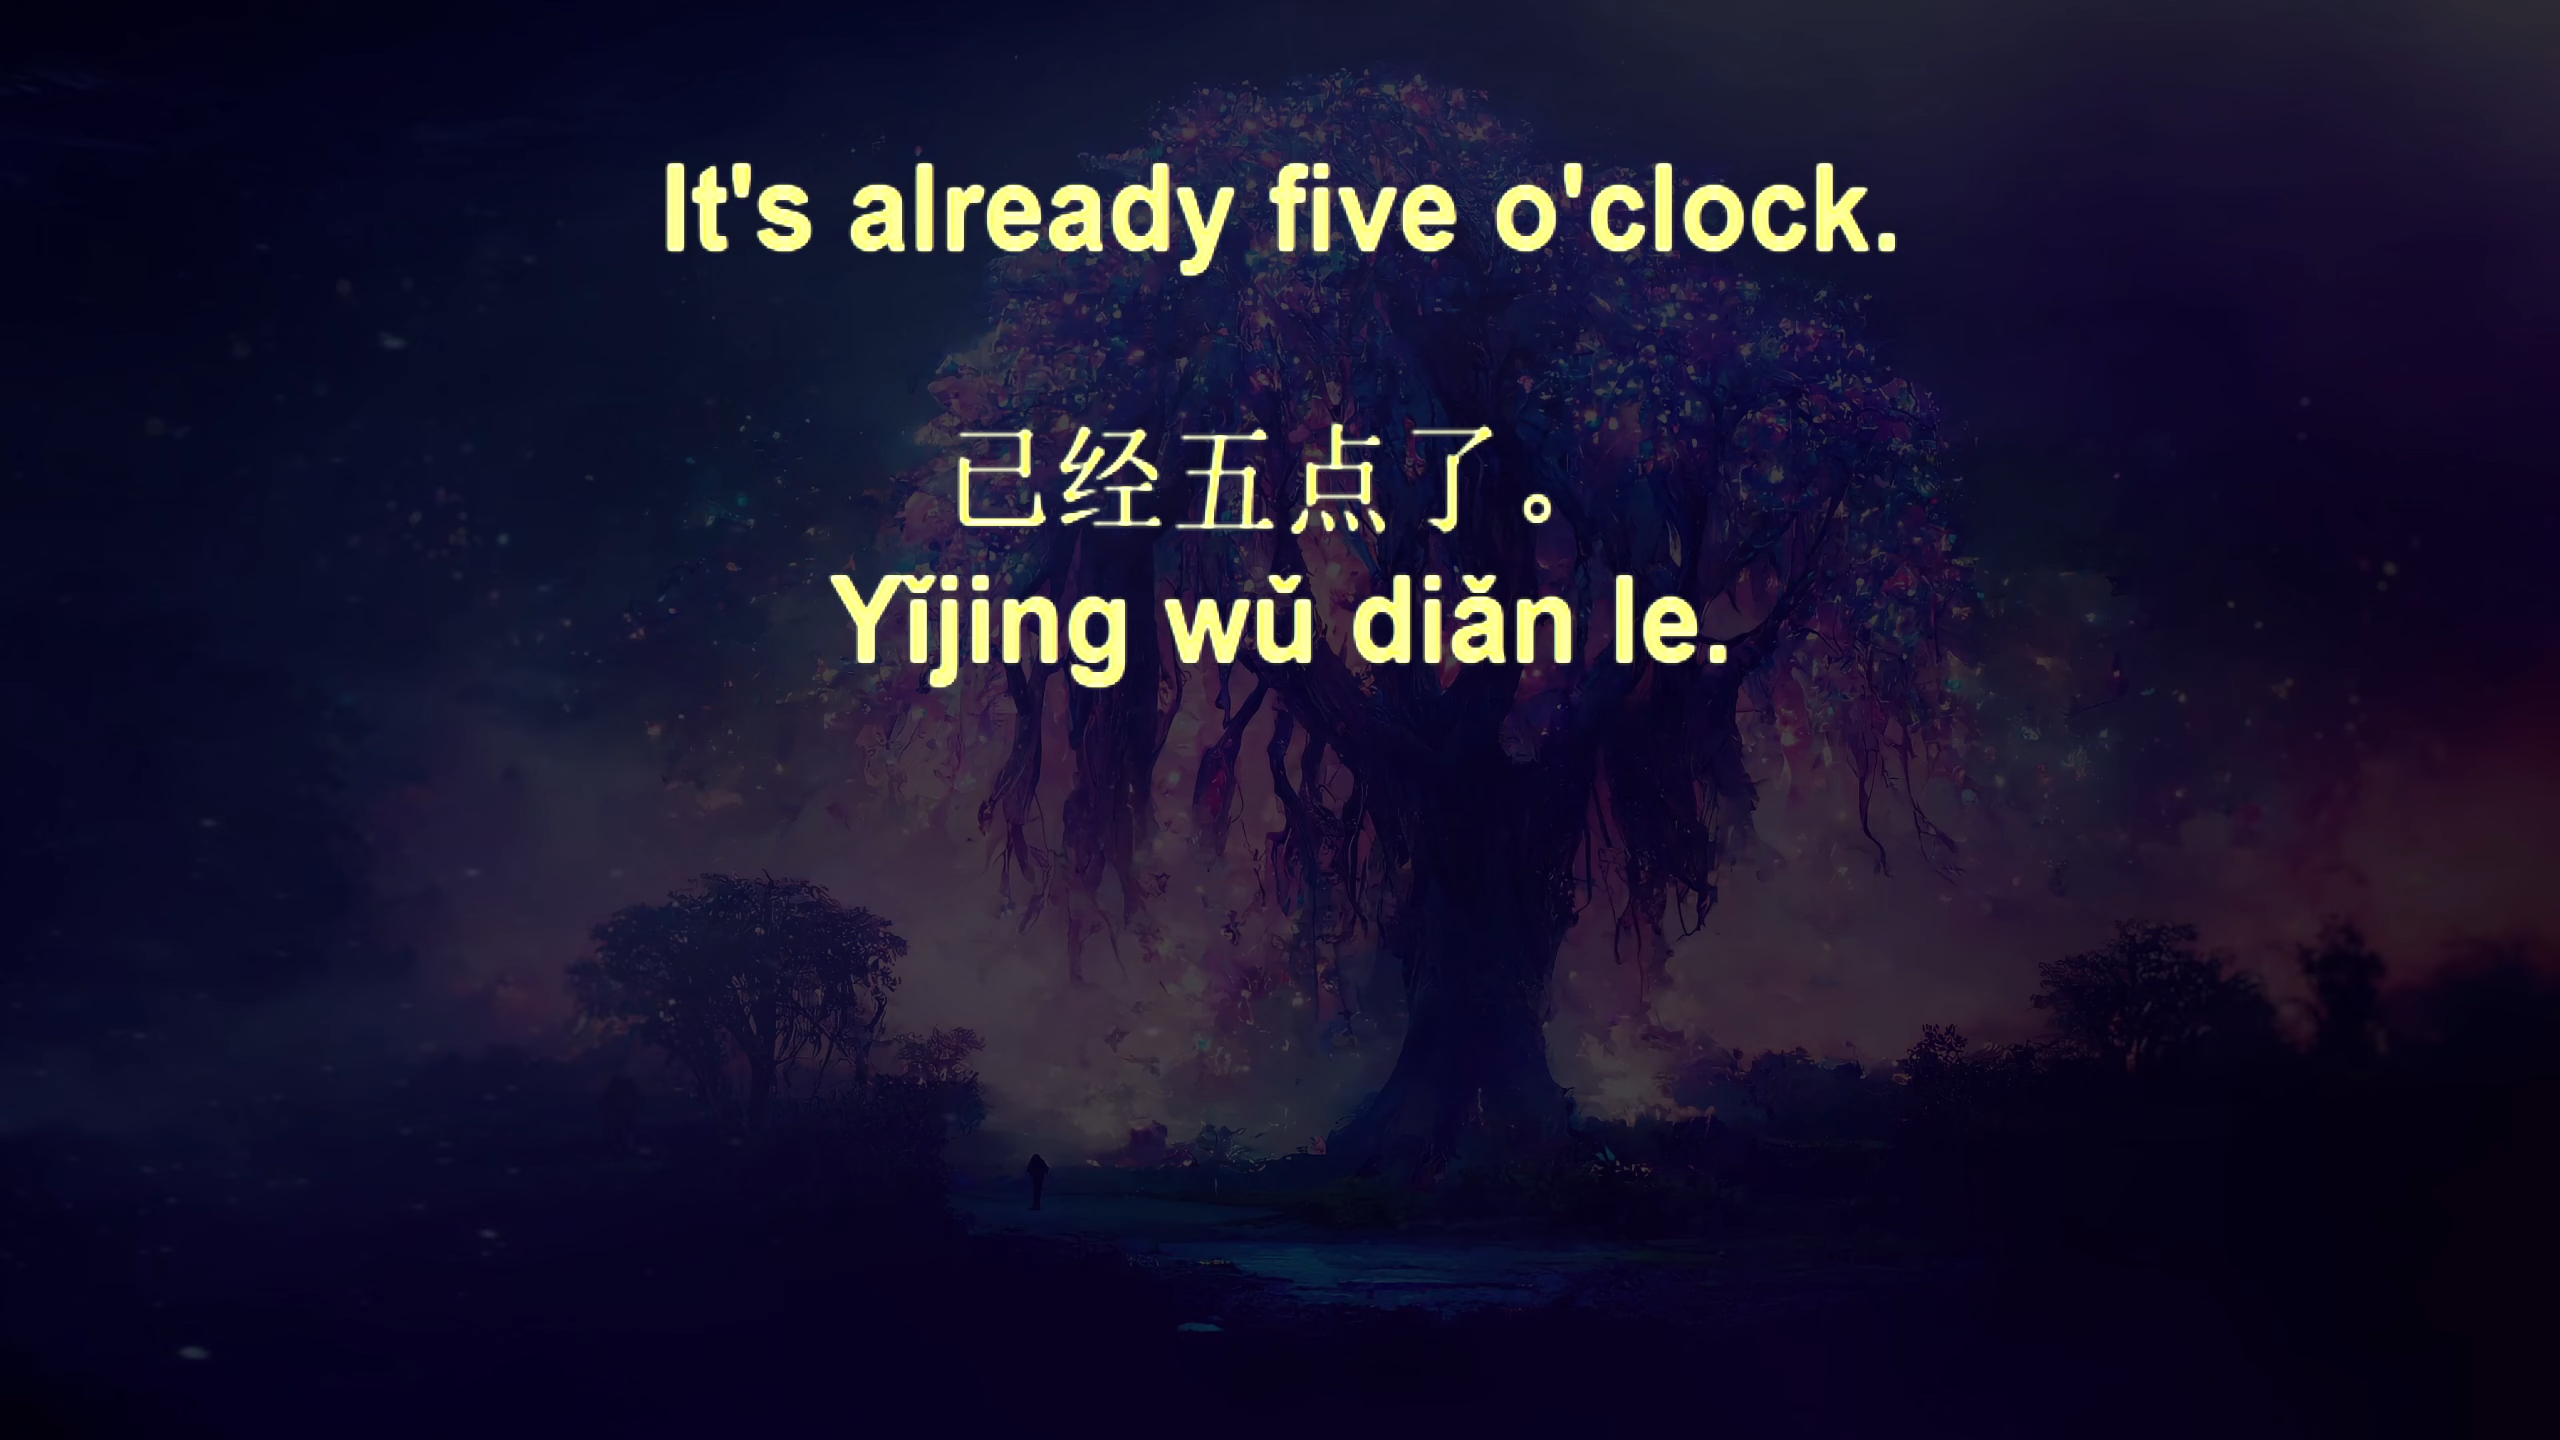 It's already five o'clock.
已经五点了。
Yǐjing wǔ diǎn le.